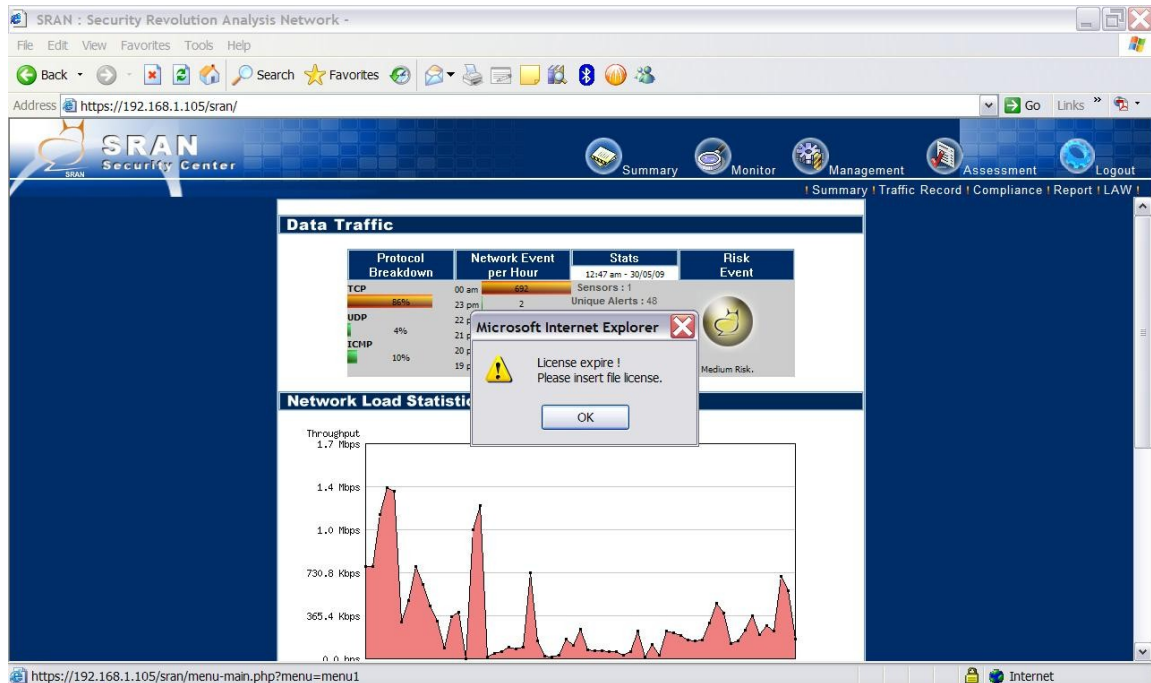 SRAN : Security Revolution Analysis Network -
File Edit View Favorites Tools Help
Back Search Favorites
Address https://192.168.1.105/sran/ Go Links »
SRAN
Security Center
SRAN
Summary Monitor Management Assessment Logout
! Summary ! Traffic Record ! Compliance ! Report ! LAW !
Data Traffic
Protocol Breakdown
TCP
86%
UDP
4%
ICMP
10%
Network Event per Hour
00 am 692
23 pm 2
22 p
21 p
20 p
19 p
Stats
12:47 am - 30/05/09
Sensors : 1
Unique Alerts : 48
Risk Event
Medium Risk.
Microsoft Internet Explorer
License expire !
Please insert file license.
OK
Network Load Statistic
Throughput
1.7 Mbps
1.4 Mbps
1.0 Mbps
730.8 Kbps
365.4 Kbps
0.0 bps
https://192.168.1.105/sran/menu-main.php?menu=menu1 Internet